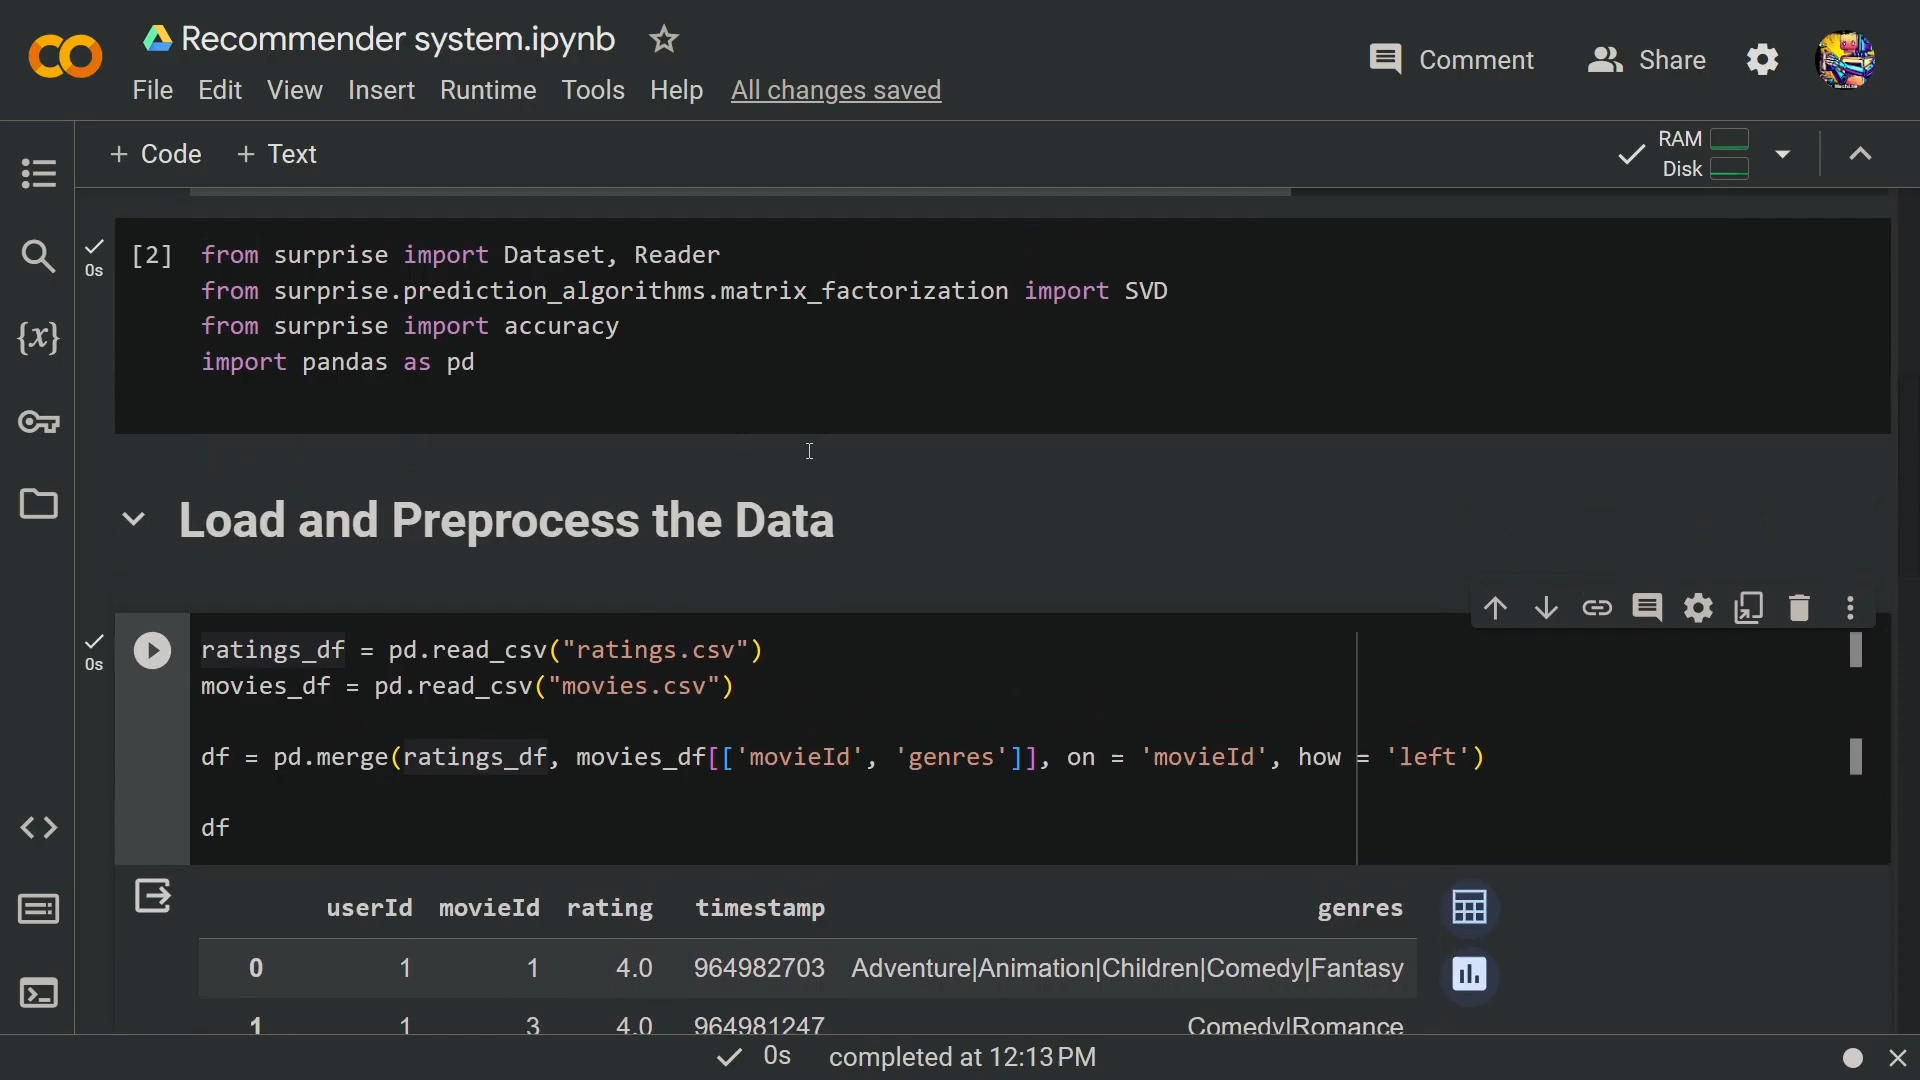 Recommender system.ipynb
Comment
Share
File Edit View Insert Runtime Tools Help All changes saved
+ Code + Text
RAM
Disk
0s
[2]
from surprise import Dataset, Reader
from surprise.prediction_algorithms.matrix_factorization import SVD
from surprise import accuracy
import pandas as pd
Load and Preprocess the Data
0s
ratings_df = pd.read_csv("ratings.csv")
movies_df = pd.read_csv("movies.csv")
df = pd.merge(ratings_df, movies_df[['movieId', 'genres']], on = 'movieId', how = 'left')
df
userId movieId rating timestamp genres
0 1 1 4.0 964982703 Adventure|Animation|Children|Comedy|Fantasy
1 1 3 4.0 964981247 Comedy|Romance
0s completed at 12:13 PM